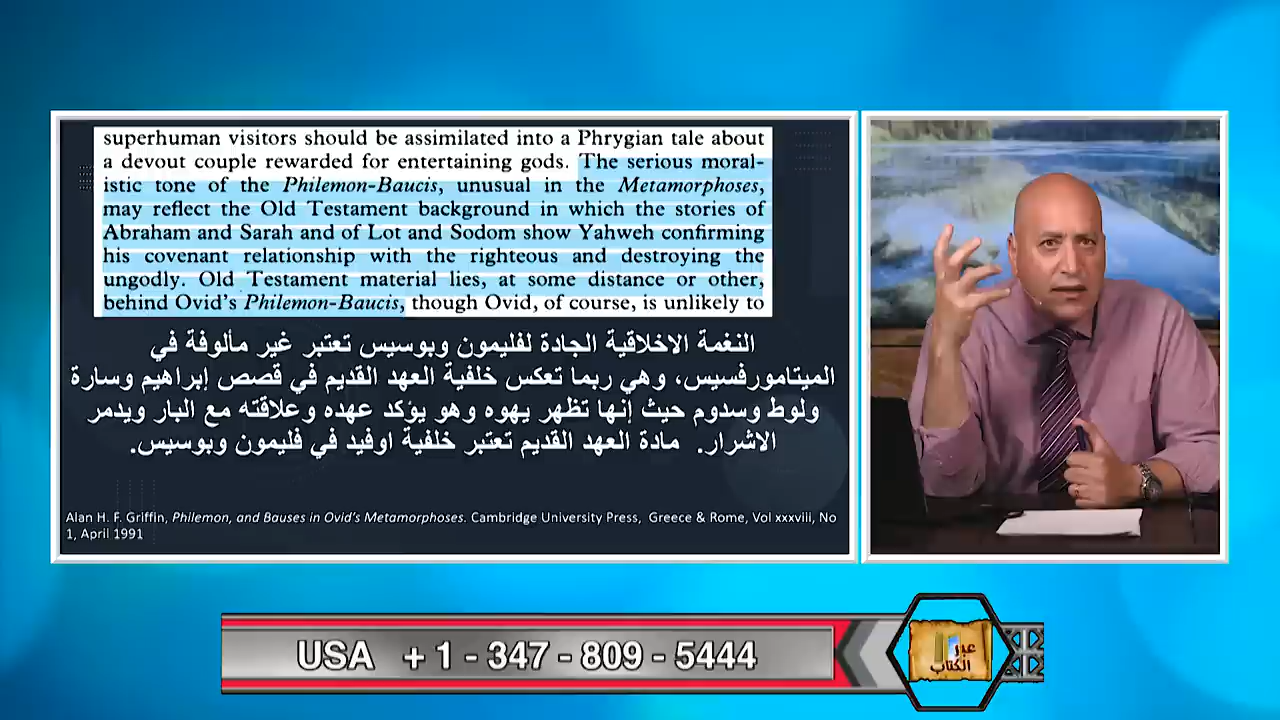 superhuman visitors should be assimilated into a Phrygian tale about
a devout couple rewarded for entertaining gods. The serious moral-
istic tone of the Philemon-Baucis, unusual in the Metamorphoses,
may reflect the Old Testament background in which the stories of
Abraham and Sarah and of Lot and Sodom show Yahweh confirming
his covenant relationship with the righteous and destroying the
ungodly. Old Testament material lies, at some distance or other,
behind Ovid's Philemon-Baucis, though Ovid, of course, is unlikely to
النغمة الاخلاقية الجادة لفليمون وبوسيس تعتبر غير مألوفة في
الميتامورفسيس، وهي ربما تعكس خلفية العهد القديم في قصص إبراهيم وسارة
ولوط وسدوم حيث إنها تظهر يهوه وهو يؤكد عهده وعلاقته مع البار ويدمر
الاشرار. مادة العهد القديم تعتبر خلفية اوفيد في فليمون وبوسيس.
Alan H. F. Griffin, Philemon, and Bauses in Ovid's Metamorphoses. Cambridge University Press, Greece & Rome, Vol xxxviii, No
1, April 1991
USA + 1 - 347 - 809 - 5444
عبر
الكتاب